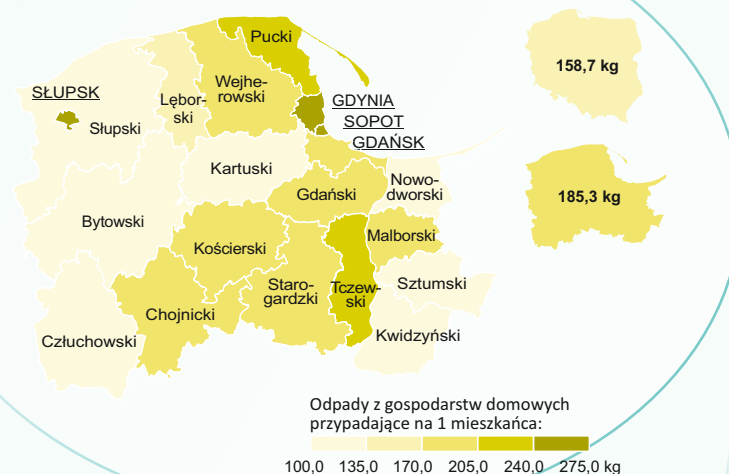 Pucki
158,7 kg
Wejhe-
rowski
SŁUPSK
Lębor-
ski
GDYNIA
SOPOT
GDAŃSK
Słupski
Kartuski
Nowo-
dworski
Gdański
185,3 kg
Bytowski
Kościerski
Malborski
Staro-
gardzki
Tczew-
ski
Sztumski
Chojnicki
Człuchowski
Kwidzyński
Odpady z gospodarstw domowych
przypadające na 1 mieszkańca:
100,0 135,0 170,0 205,0 240,0 275,0 kg